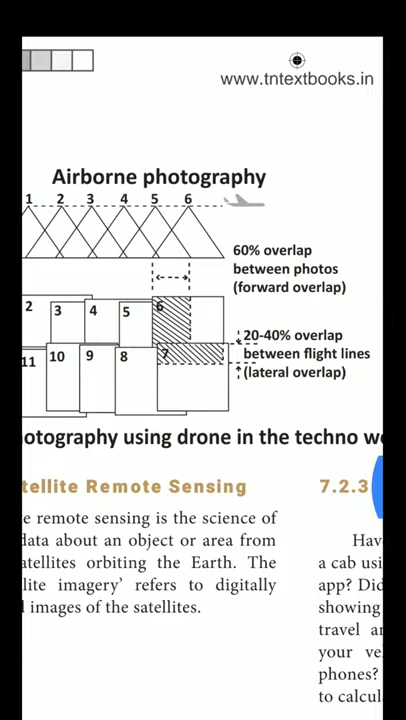 www.tntextbooks.in
Airborne photography
1 2 3 4 5 6
60% overlap
between photos
(forward overlap)
2 3 4 5 6
20-40% overlap
between flight lines
(lateral overlap)
11 10 9 8 7
otography using drone in the techno w
tellite Remote Sensing
e remote sensing is the science of
data about an object or area from
atellites orbiting the Earth. The
lite imagery’ refers to digitally
l images of the satellites.
7.2.3
Hav
a cab usi
app? Did
showing
travel a
your ve
phones?
to calcul